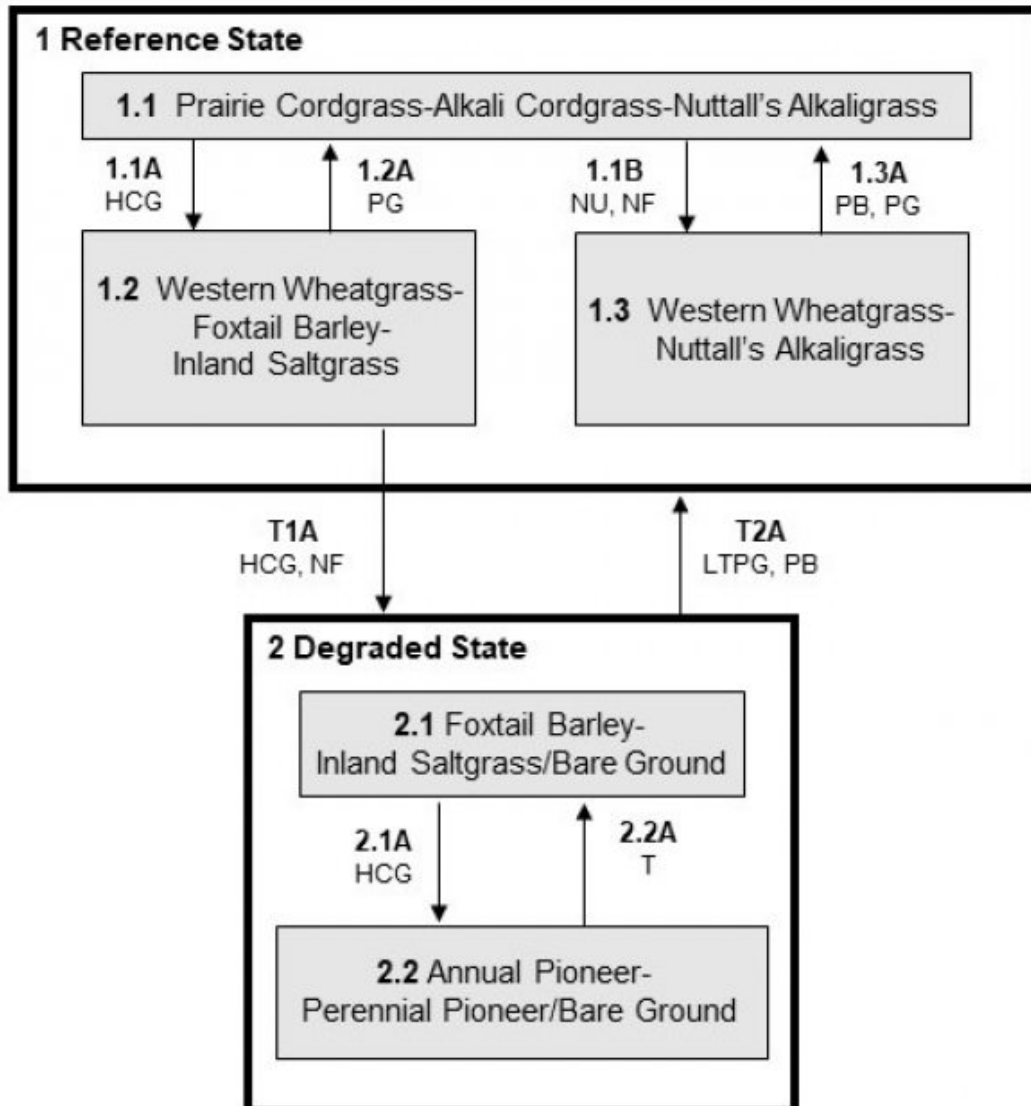 1 Reference State
1.1 Prairie Cordgrass-Alkali Cordgrass-Nuttall's Alkaligrass
1.1A
HCG
1.2A
PG
1.1B
NU, NF
1.3A
PB, PG
1.2 Western Wheatgrass-
Foxtail Barley-
Inland Saltgrass
1.3 Western Wheatgrass-
Nuttall's Alkaligrass
T1A
HCG, NF
T2A
LTPG, PB
2 Degraded State
2.1 Foxtail Barley-
Inland Saltgrass/Bare Ground
2.1A
HCG
2.2A
T
2.2 Annual Pioneer-
Perennial Pioneer/Bare Ground